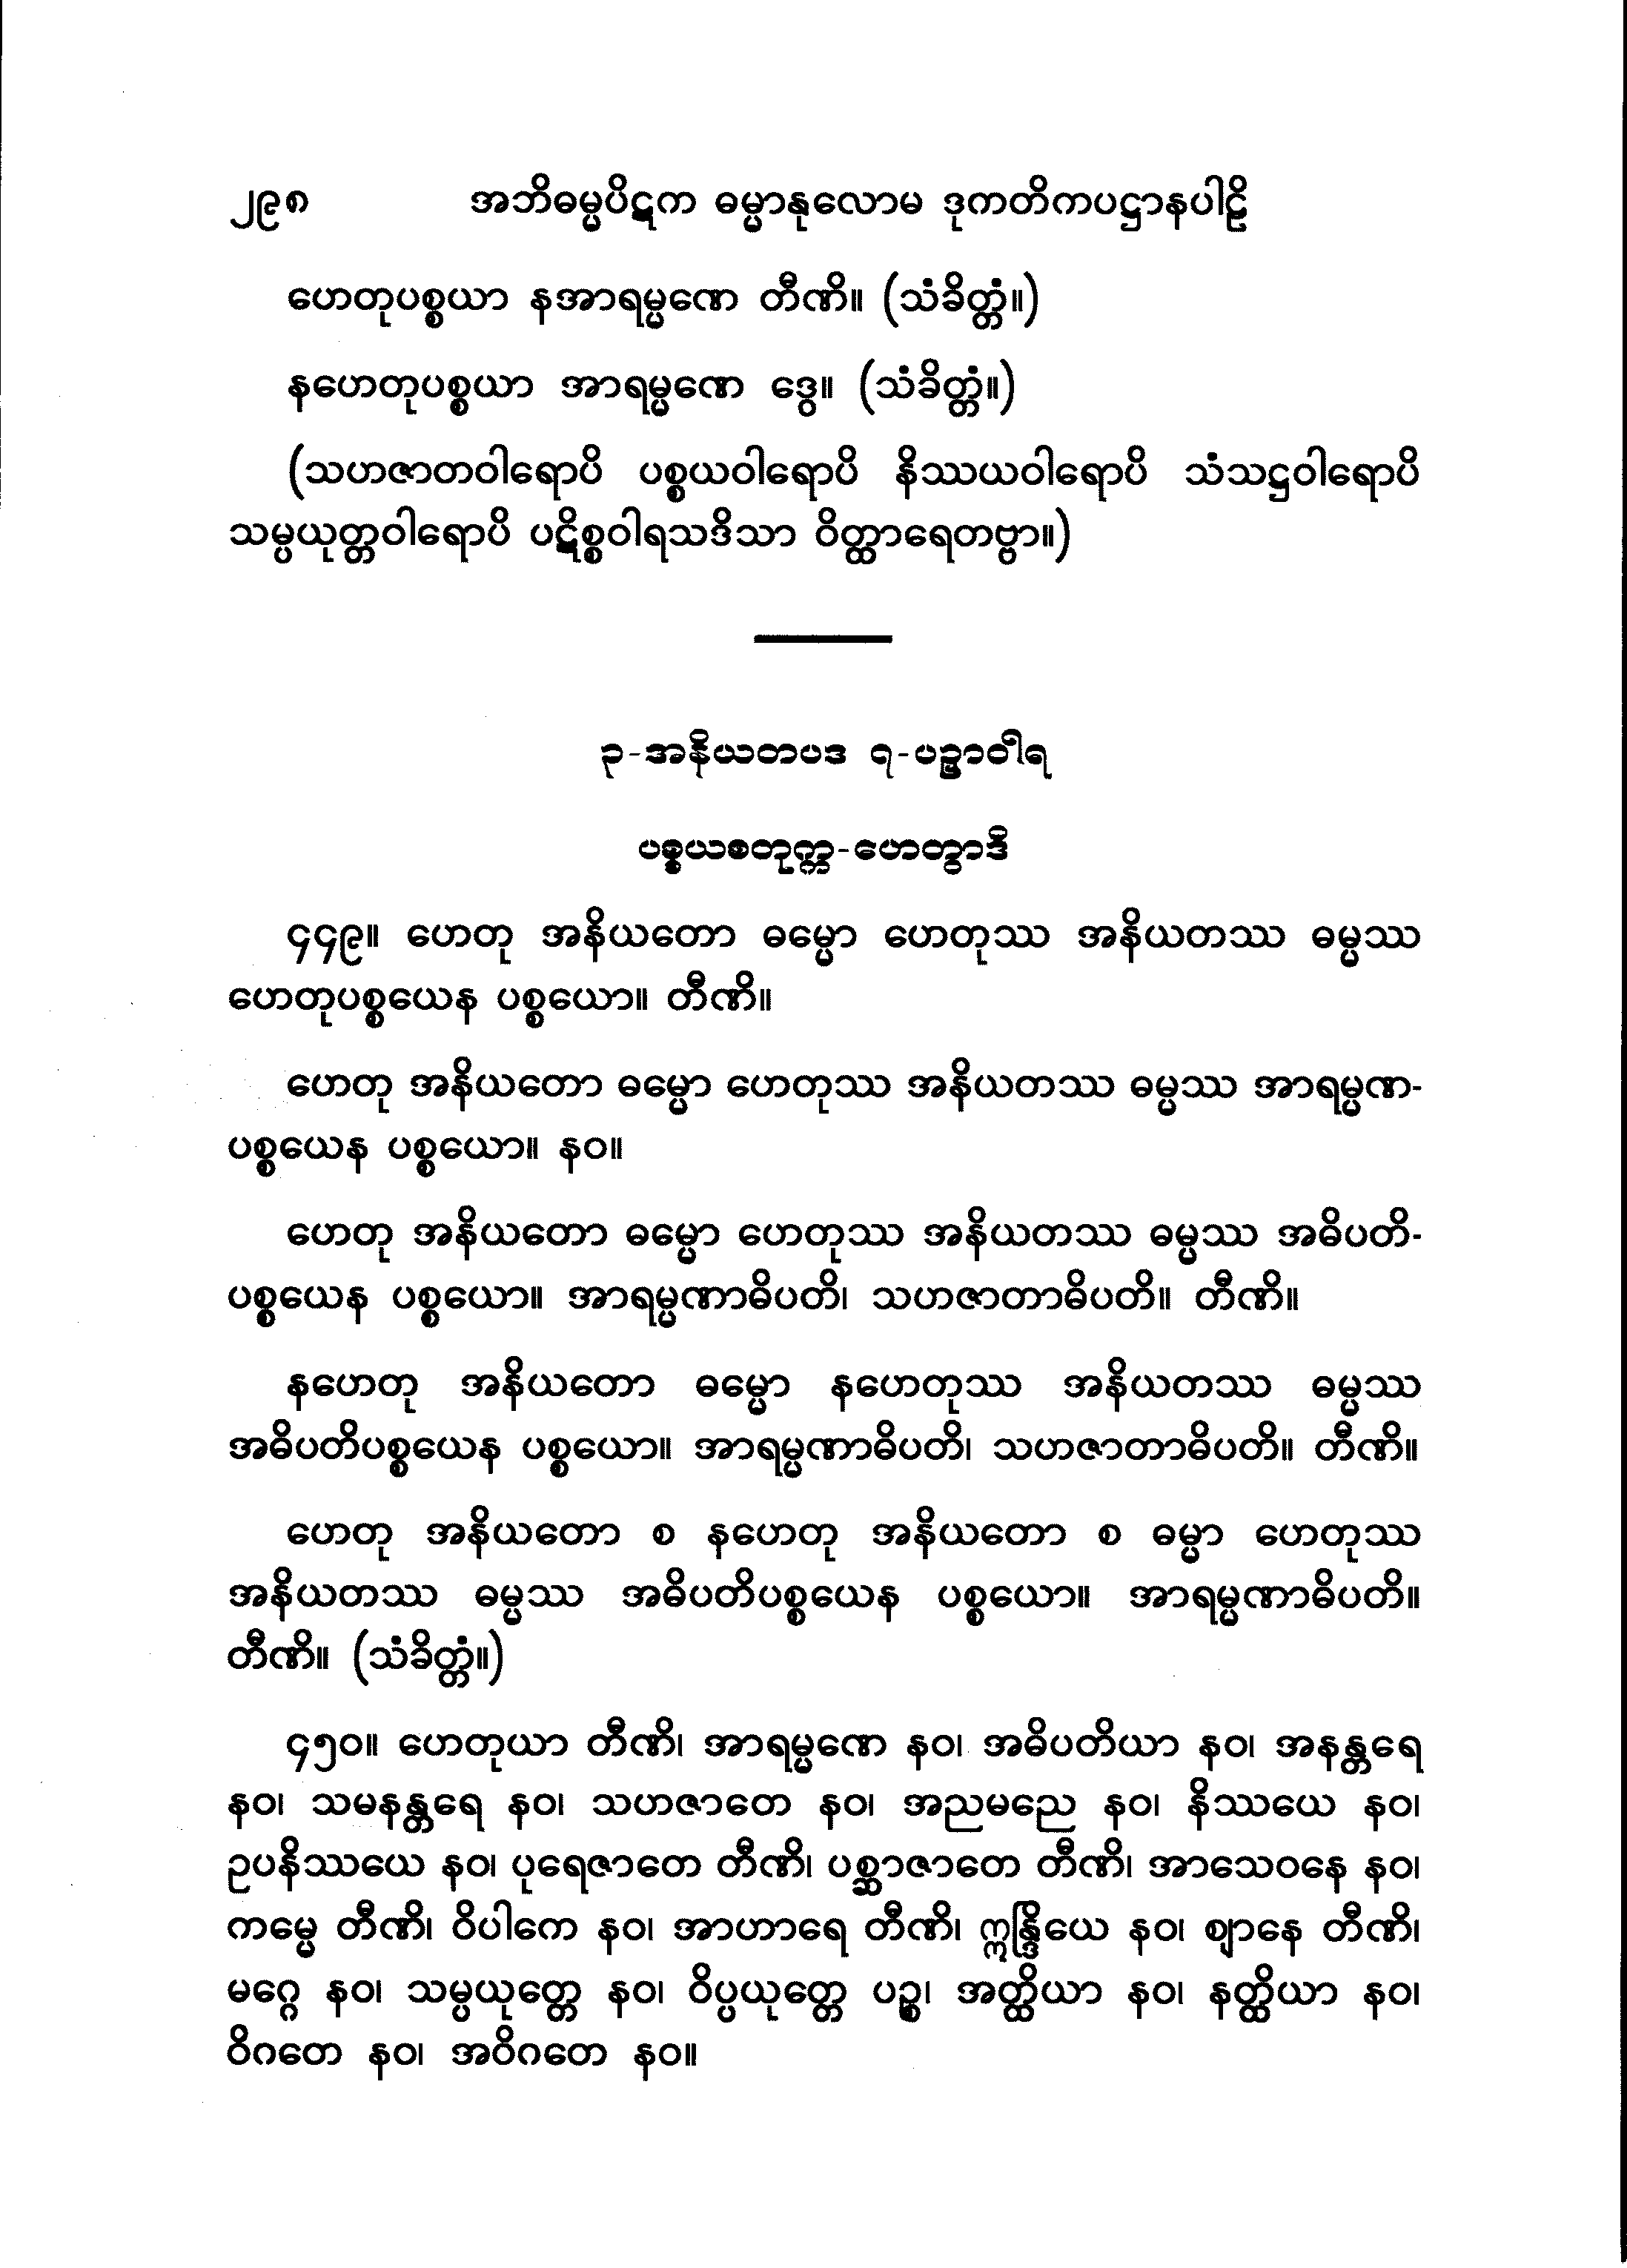 ၂၉၈ အဘိဓမ္မပိဋက ဓမ္မာနုလောမ ဒုကတိကပဋ္ဌာနပါဠိ
ဟေတုပစ္စယာ နအာရမ္မဏေ တီဏိ။ (သံခိတ္တံ။)
နဟေတုပစ္စယာ အာရမ္မဏေ ဒွေ။ (သံခိတ္တံ။)
(သဟဇာတဝါရောပိ ပစ္စယဝါရောပိ နိဿယဝါရောပိ သံသဋ္ဌဝါရောပိ
သမ္ပယုတ္တဝါရောပိ ပဋိစ္စဝါရသဒိသာ ဝိတ္ထာရေတဗ္ဗာ။)
၃-အနိယတပဒ ၇-ပဉှာဝါရ
ပစ္စယစတုက္က-ဟေတွာဒိ
၄၄၉။ ဟေတု အနိယတော ဓမ္မော ဟေတုဿ အနိယတဿ ဓမ္မဿ
ဟေတုပစ္စယေန ပစ္စယော။ တီဏိ။
ဟေတု အနိယတော ဓမ္မော ဟေတုဿ အနိယတဿ ဓမ္မဿ အာရမ္မဏ-
ပစ္စယေန ပစ္စယော။ နဝ။
ဟေတု အနိယတော ဓမ္မော ဟေတုဿ အနိယတဿ ဓမ္မဿ အဓိပတိ-
ပစ္စယေန ပစ္စယော။ အာရမ္မဏာဓိပတိ၊ သဟဇာတာဓိပတိ။ တီဏိ။
နဟေတု အနိယတော ဓမ္မော နဟေတုဿ အနိယတဿ ဓမ္မဿ
အဓိပတိပစ္စယေန ပစ္စယော။ အာရမ္မဏာဓိပတိ၊ သဟဇာတာဓိပတိ။ တီဏိ။
ဟေတု အနိယတော စ နဟေတု အနိယတော စ ဓမ္မာ ဟေတုဿ
အနိယတဿ ဓမ္မဿ အဓိပတိပစ္စယေန ပစ္စယော။ အာရမ္မဏာဓိပတိ။
တီဏိ။ (သံခိတ္တံ။)
၄၅၀။ ဟေတုယာ တီဏိ၊ အာရမ္မဏေ နဝ၊ အဓိပတိယာ နဝ၊ အနန္တရေ
နဝ၊ သမနန္တရေ နဝ၊ သဟဇာတေ နဝ၊ အညမညေ နဝ၊ နိဿယေ နဝ၊
ဥပနိဿယေ နဝ၊ ပုရေဇာတေ တီဏိ၊ ပစ္ဆာဇာတေ တီဏိ၊ အာသေဝနေ နဝ၊
ကမ္မေ တီဏိ၊ ဝိပါကေ နဝ၊ အာဟာရေ တီဏိ၊ ဣန္ဒြိယေ နဝ၊ ဈာနေ တီဏိ၊
မဂ္ဂေ နဝ၊ သမ္ပယုတ္တေ နဝ၊ ဝိပ္ပယုတ္တေ ပဉ္စ၊ အတ္ထိယာ နဝ၊ နတ္ထိယာ နဝ၊
ဝိဂတေ နဝ၊ အဝိဂတေ နဝ။